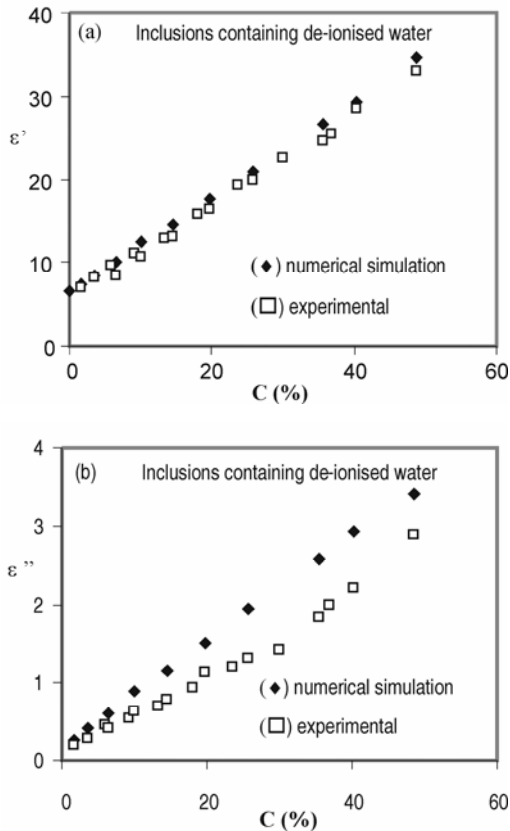 40
(a)
Inclusions containing de-ionised water
30
ε’
20
10
(◆) numerical simulation
(□) experimental
0
0
20
40
60
C (%)
4
(b)
Inclusions containing de-ionised water
3
ε ’’
2
1
(◆) numerical simulation
(□) experimental
0
0
20
40
60
C (%)